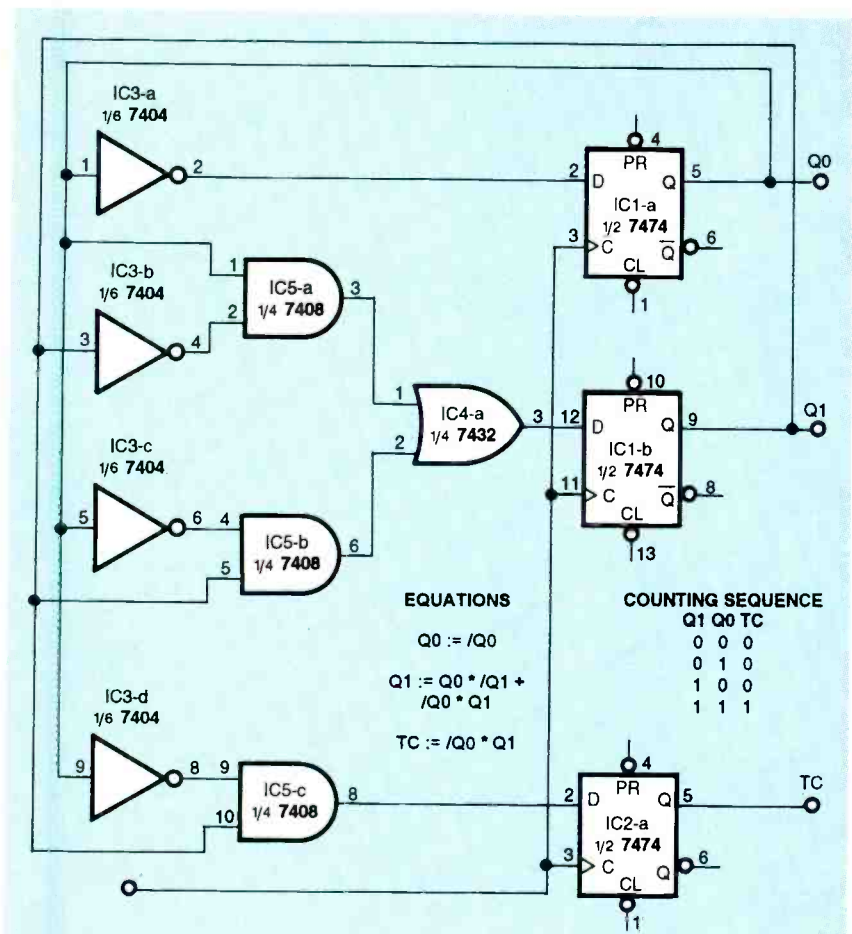 IC3-a
1/6 7404
1
2
4
PR
2
D
Q
5
Q0
IC1-a
1/2 7474
3
C
Q
6
CL
1
IC3-b
1/6 7404
3
4
1
2
IC5-a
1/4 7408
3
1
2
IC4-a
1/4 7432
3
10
PR
12
D
Q
9
Q1
IC1-b
1/2 7474
11
C
Q
8
CL
13
IC3-c
1/6 7404
5
6
4
5
IC5-b
1/4 7408
6
EQUATIONS
Q0 := /Q0
Q1 := Q0 * /Q1 +
/Q0 * Q1
TC := /Q0 * Q1
COUNTING SEQUENCE
Q1 Q0 TC
0 0 0
0 1 0
1 0 0
1 1 1
IC3-d
1/6 7404
9
8
9
10
IC5-c
1/4 7408
8
4
PR
2
D
Q
5
TC
IC2-a
1/2 7474
3
C
Q
6
CL
1